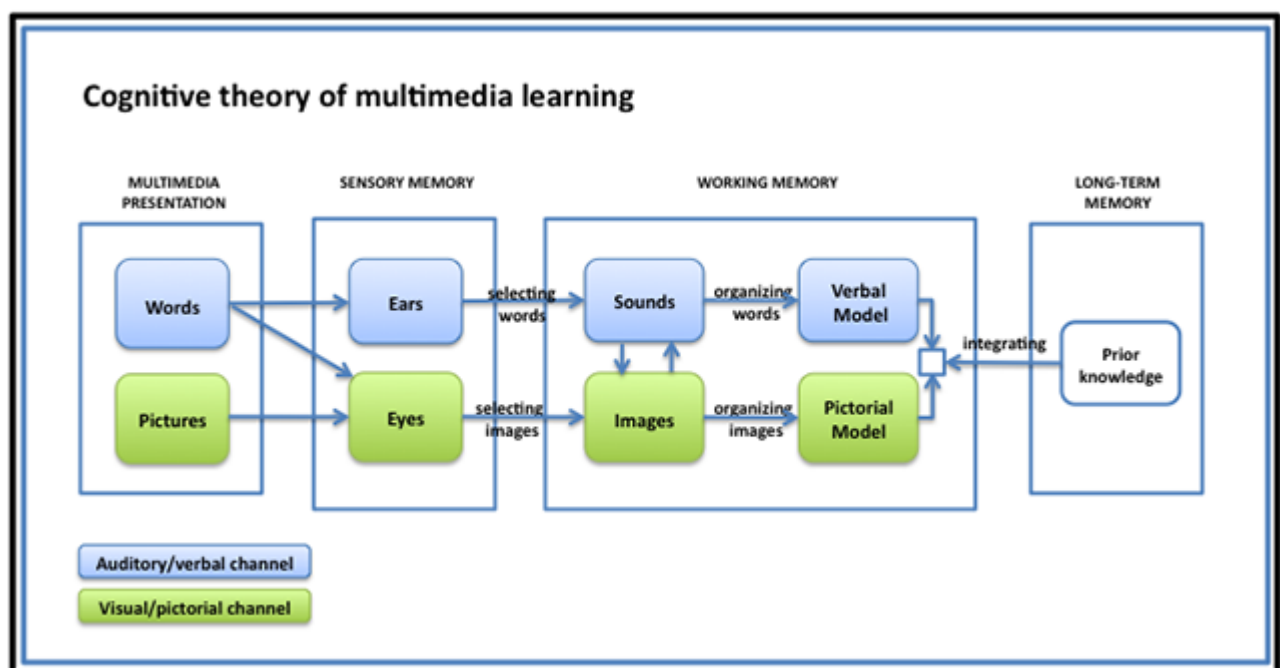 Cognitive theory of multimedia learning
MULTIMEDIA
PRESENTATION
SENSORY MEMORY
WORKING MEMORY
LONG-TERM
MEMORY
Words
Ears
selecting
words
Sounds
organizing
words
Verbal
Model
integrating
Prior
knowledge
Pictures
Eyes
selecting
images
Images
organizing
images
Pictorial
Model
Auditory/verbal channel
Visual/pictorial channel